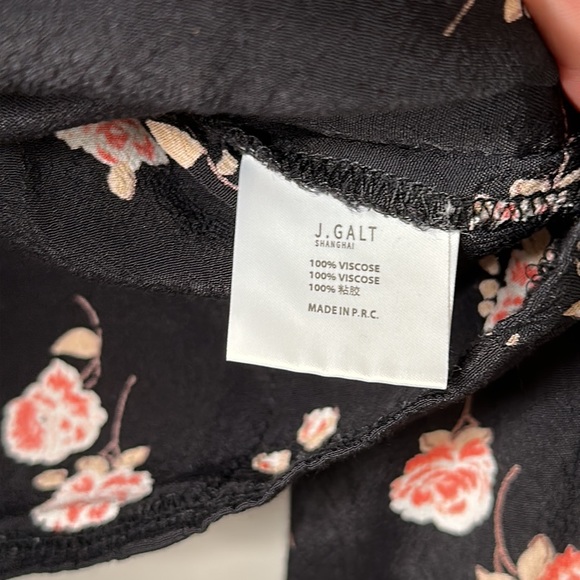 J.GALT
SHANGHAI
100% VISCOSE
100% VISCOSE
100% 粘胶
MADE IN P.R.C.